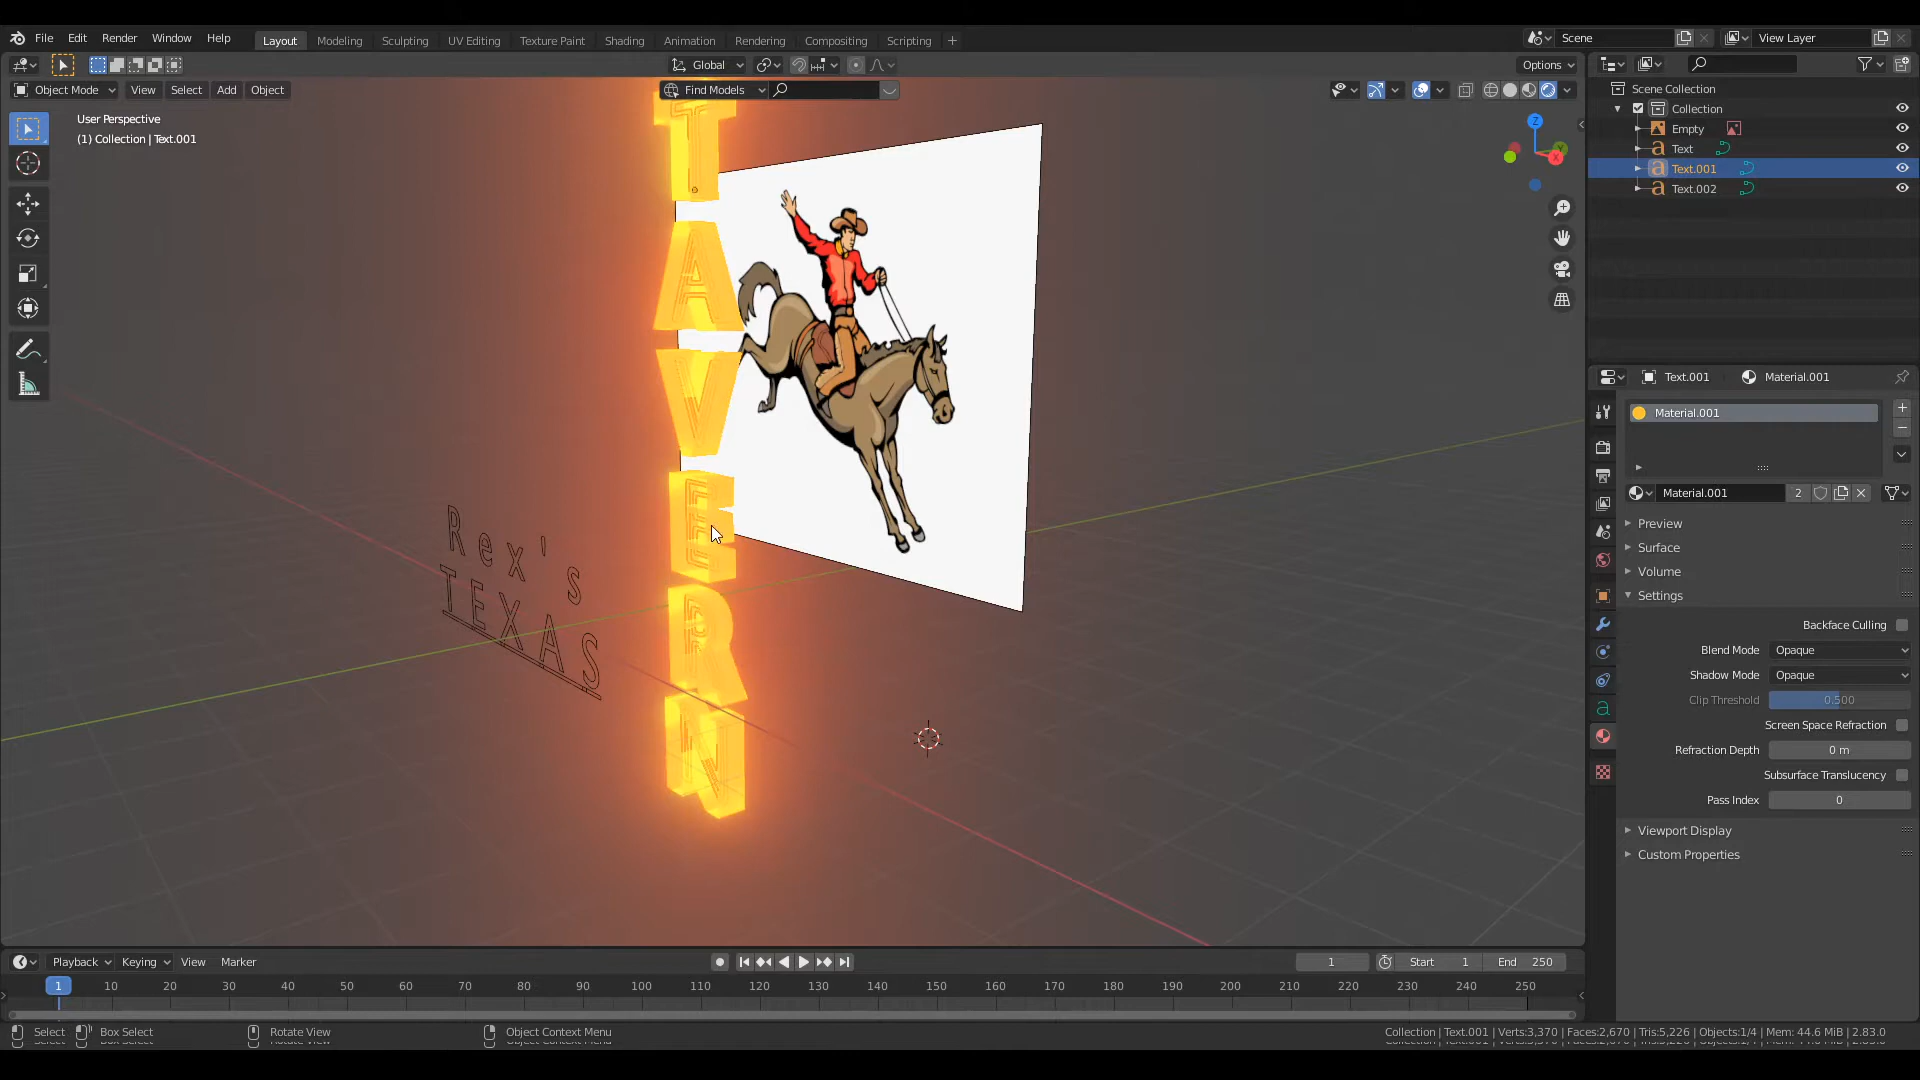 File Edit Render Window Help Layout Modeling Sculpting UV Editing Texture Paint Shading Animation Rendering Compositing Scripting + Scene View Layer
Global Options
Object Mode View Select Add Object Find Models
User Perspective
(1) Collection | Text.001
Scene Collection
Collection
Empty
Text
Text.001
Text.002
Z
X
T
A
V
E
R
N
Rex's
TEXAS
Text.001 Material.001
Material.001
Material.001 2
Preview
Surface
Volume
Settings
Backface Culling
Blend Mode Opaque
Shadow Mode Opaque
Clip Threshold 0.500
Screen Space Refraction
Refraction Depth 0 m
Subsurface Translucency
Pass Index 0
Viewport Display
Custom Properties
Playback Keying View Marker 1 Start 1 End 250
1 10 20 30 40 50 60 70 80 90 100 110 120 130 140 150 160 170 180 190 200 210 220 230 240 250
Select Box Select Rotate View Object Context Menu Collection | Text.001 | Verts:3,370 | Faces:2,670 | Tris:5,226 | Objects:1/4 | Mem: 44.6 MiB | 2.83.0